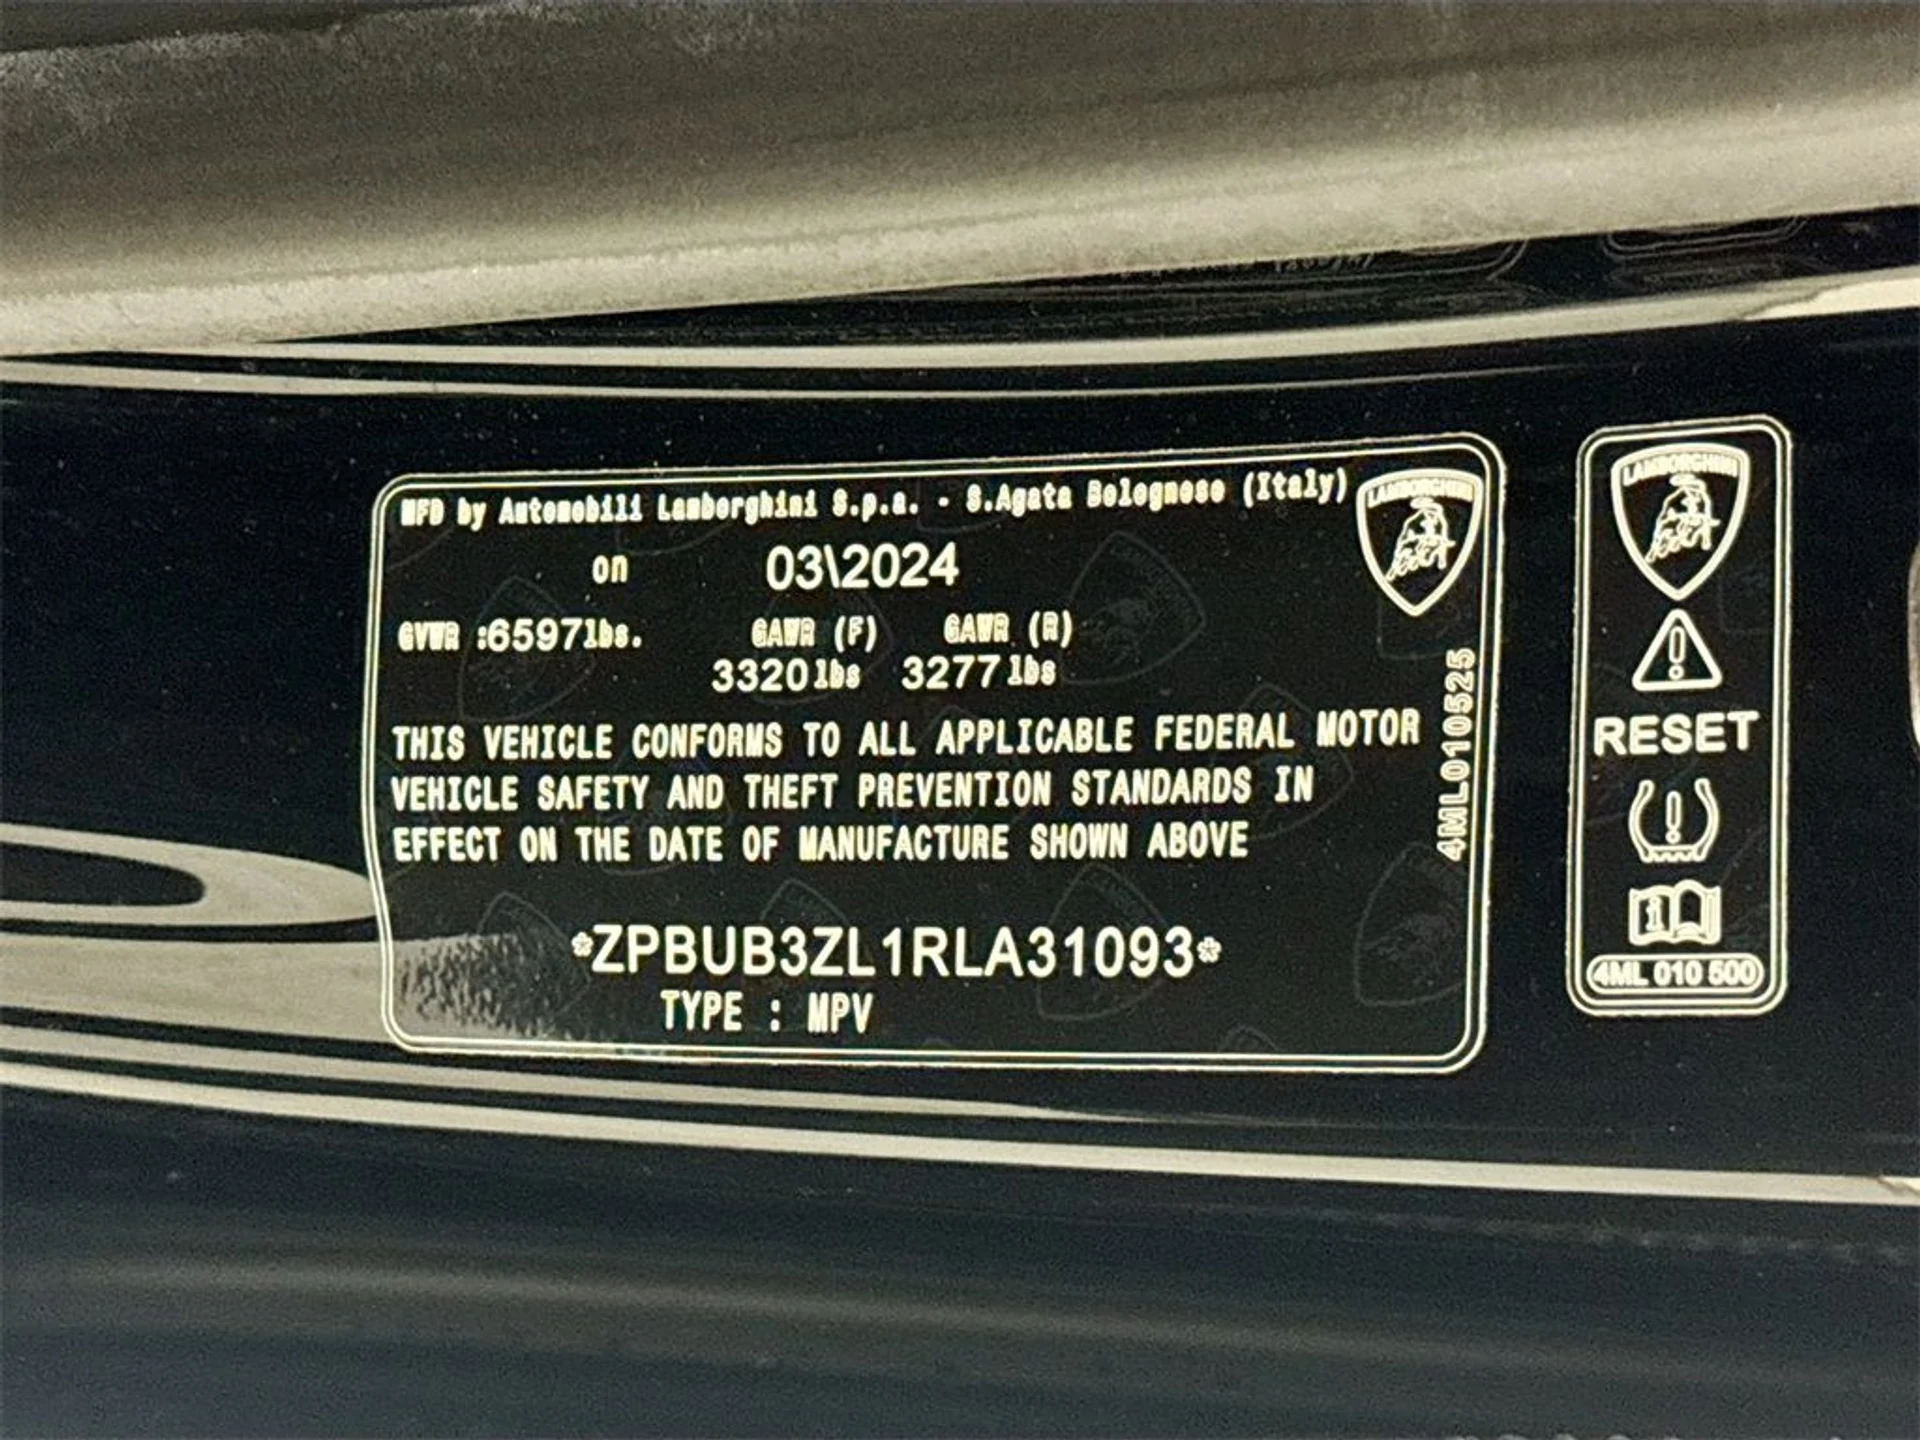 MFD by Automobili Lamborghini S.p.a. - S.Agata Bolognese (Italy)
on 03\2024
GVWR :6597lbs. GAWR (F) GAWR (R)
3320lbs 3277lbs
THIS VEHICLE CONFORMS TO ALL APPLICABLE FEDERAL MOTOR
VEHICLE SAFETY AND THEFT PREVENTION STANDARDS IN
EFFECT ON THE DATE OF MANUFACTURE SHOWN ABOVE
*ZPBUB3ZL1RLA31093*
TYPE : MPV
LAMBORGHINI
4ML010525
LAMBORGHINI
RESET
4ML 010 500